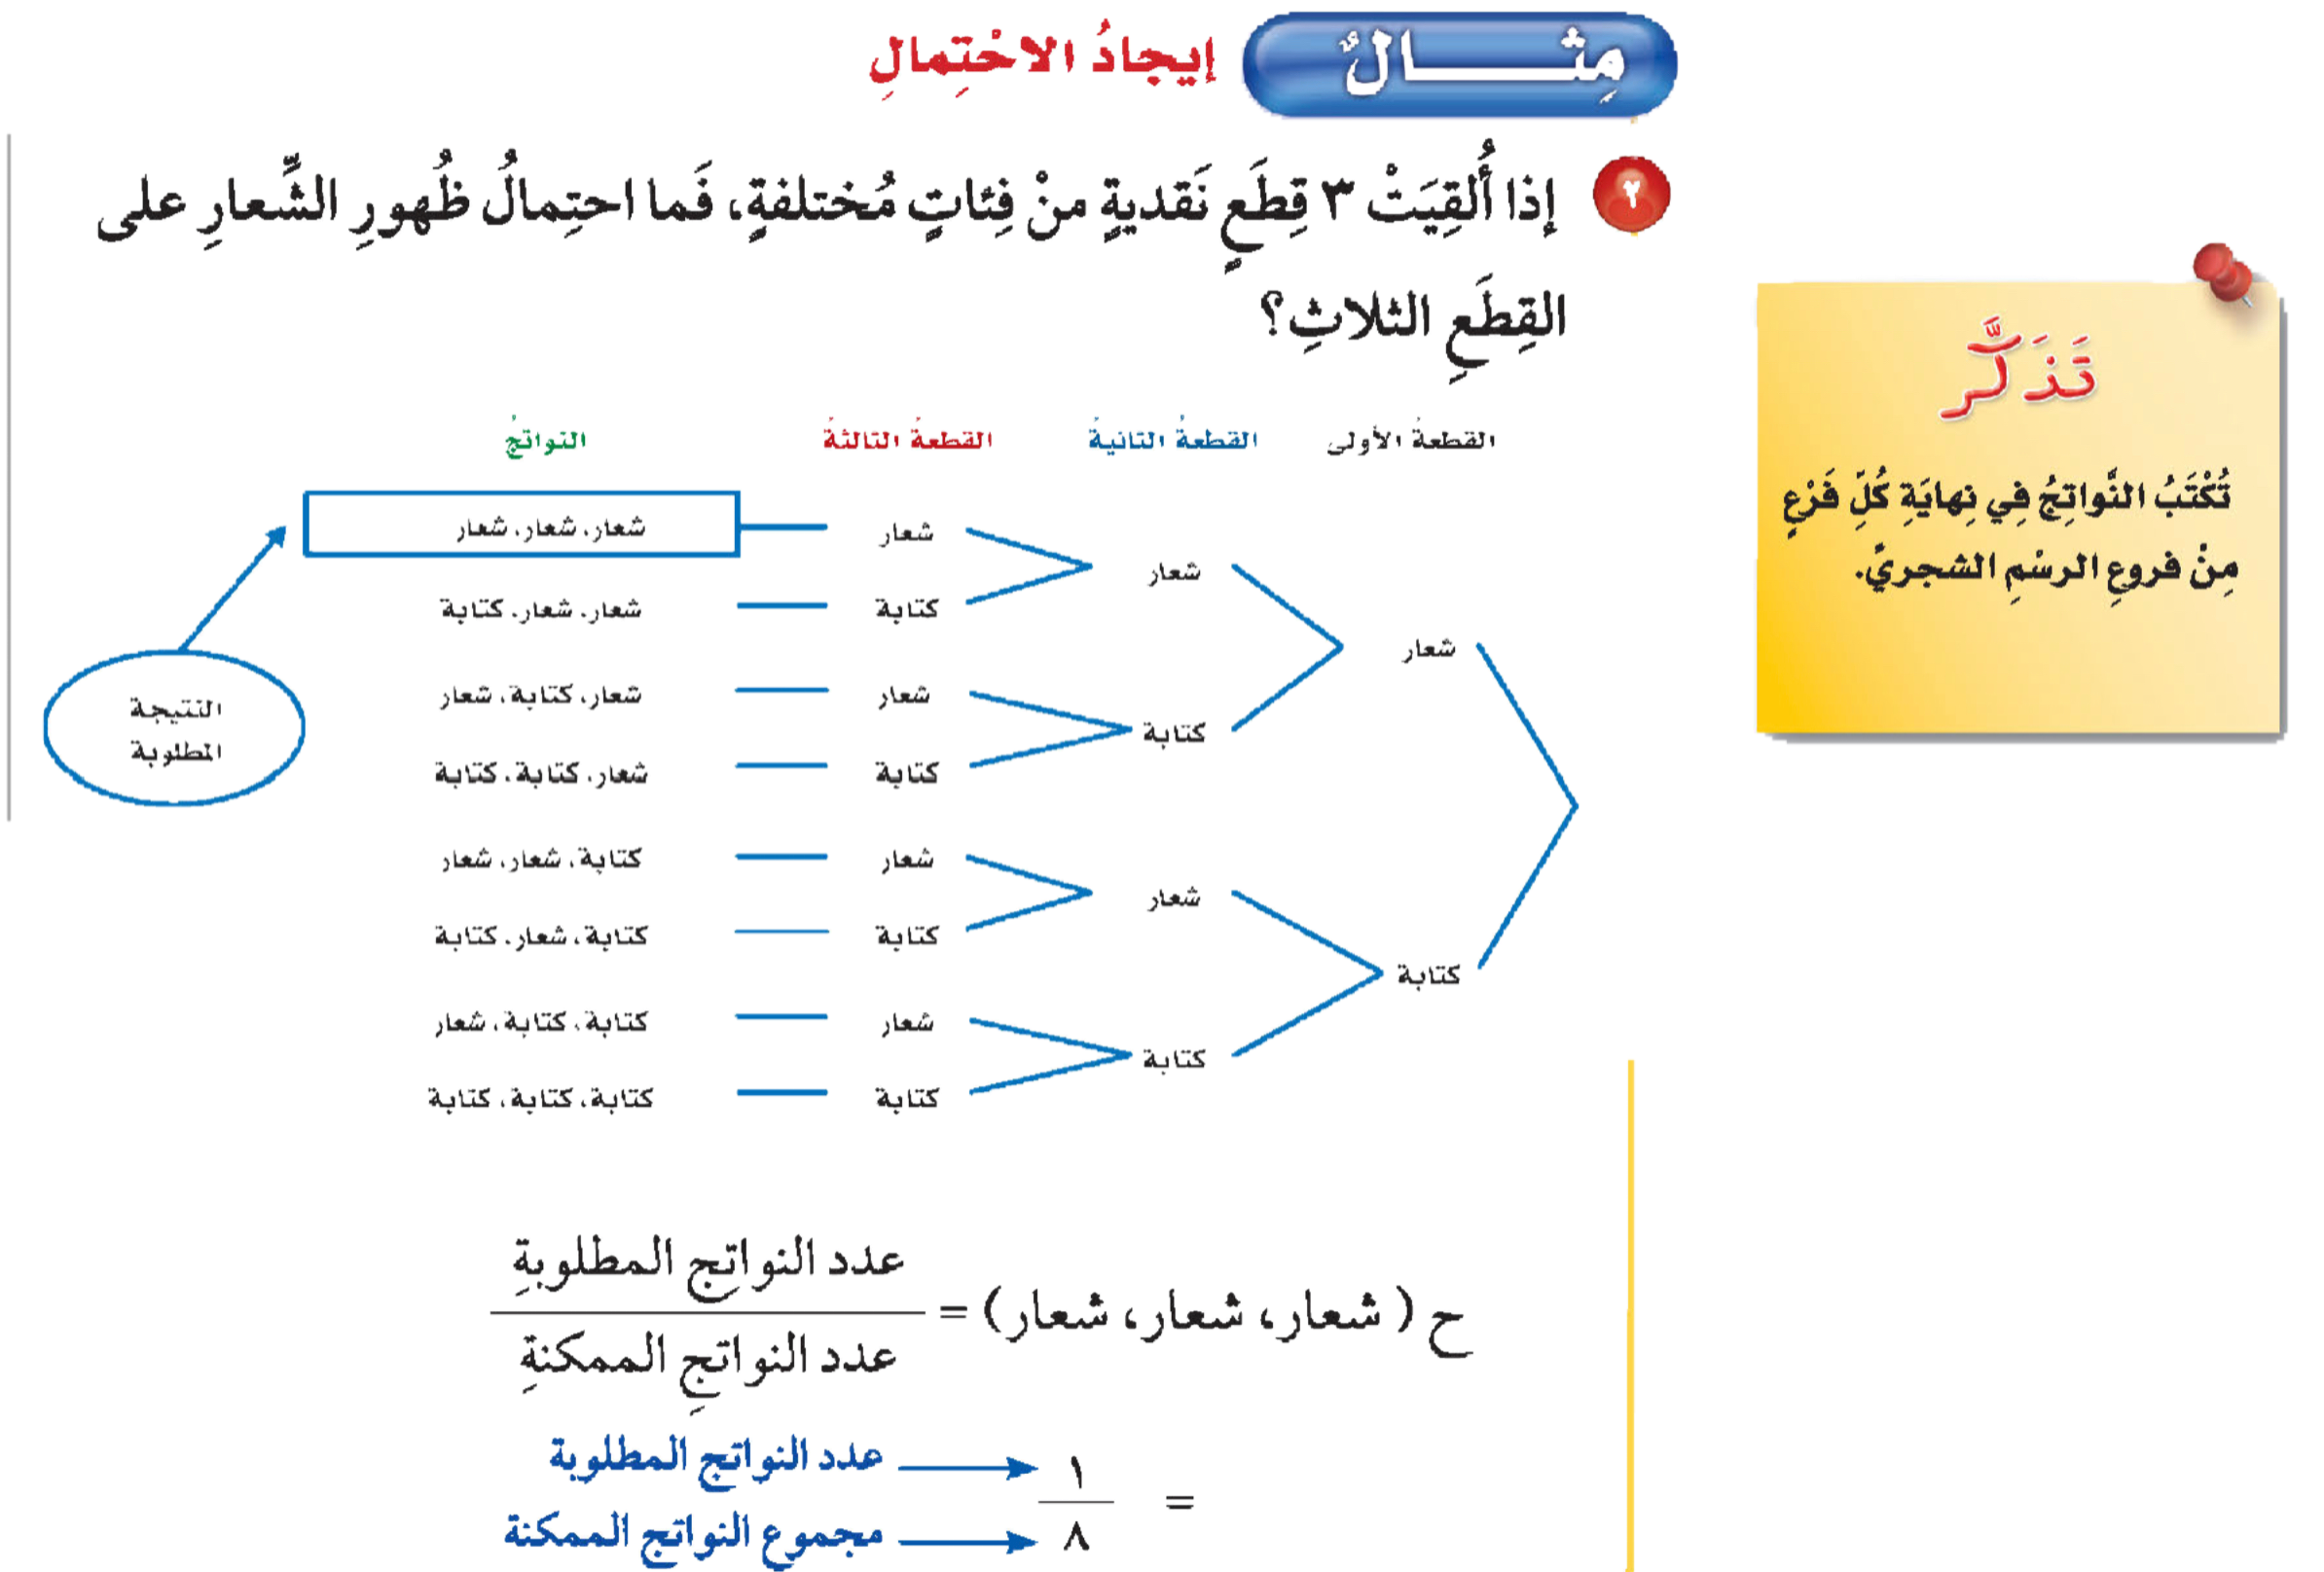 مِثـــالٌ إيجادُ الاحْتِمالِ
٢ إذا أُلقِيَتْ ٣ قِطَعٍ نَقديةٍ منْ فِئاتٍ مُختلفةٍ، فَما احتِمالُ ظُهورِ الشِّعارِ على
القِطَعِ الثلاثِ؟
تَذَكَّر
تُكْتَبُ النَّواتِجُ فِي نِهايَةِ كُلِّ فَرْعٍ
مِنْ فروعِ الرسْمِ الشجريِّ.
القطعةُ الأولى القطعةُ الثانيةُ القطعةُ الثالثةُ النواتجُ
شعار شعار، شعار، شعار
شعار
كتابة شعار، شعار، كتابة
شعار
شعار شعار، كتابة، شعار
كتابة
كتابة شعار، كتابة، كتابة
النتيجة
المطلوبة
شعار كتابة، شعار، شعار
شعار
كتابة كتابة، شعار، كتابة
كتابة
شعار كتابة، كتابة، شعار
كتابة
كتابة كتابة، كتابة، كتابة
ح ( شعار، شعار، شعار) =
عدد النواتِج المطلوبةِ
عدد النواتجِ الممكنةِ
= ١ عدد النواتج المطلوبة
٨ مجموع النواتج الممكنة